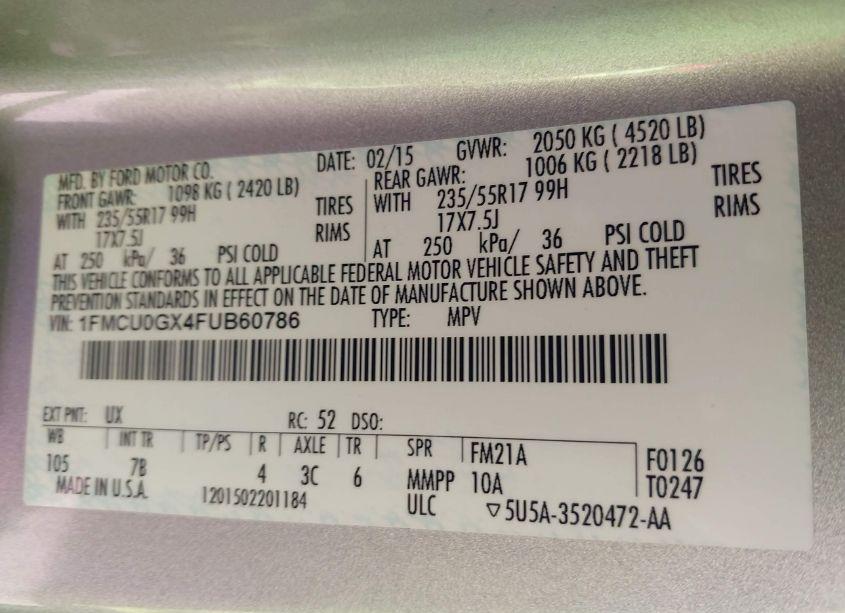 MFD. BY FORD MOTOR CO. DATE: 02/15 GVWR: 2050 KG ( 4520 LB)
FRONT GAWR: 1098 KG ( 2420 LB) REAR GAWR: 1006 KG ( 2218 LB)
WITH 235/55R17 99H TIRES WITH 235/55R17 99H TIRES
17X7.5J RIMS 17X7.5J RIMS
AT 250 kPa/ 36 PSI COLD AT 250 kPa/ 36 PSI COLD
THIS VEHICLE CONFORMS TO ALL APPLICABLE FEDERAL MOTOR VEHICLE SAFETY AND THEFT
PREVENTION STANDARDS IN EFFECT ON THE DATE OF MANUFACTURE SHOWN ABOVE.
VIN: 1FMCU0GX4FUB60786 TYPE: MPV
EXT PNT: UX RC: 52 DSO:
WB INT TR TP/PS R AXLE TR SPR FM21A F0126
105 7B 4 3C 6 MMPP 10A T0247
MADE IN U.S.A. 1201502201184 ULC ▽5U5A-3520472-AA